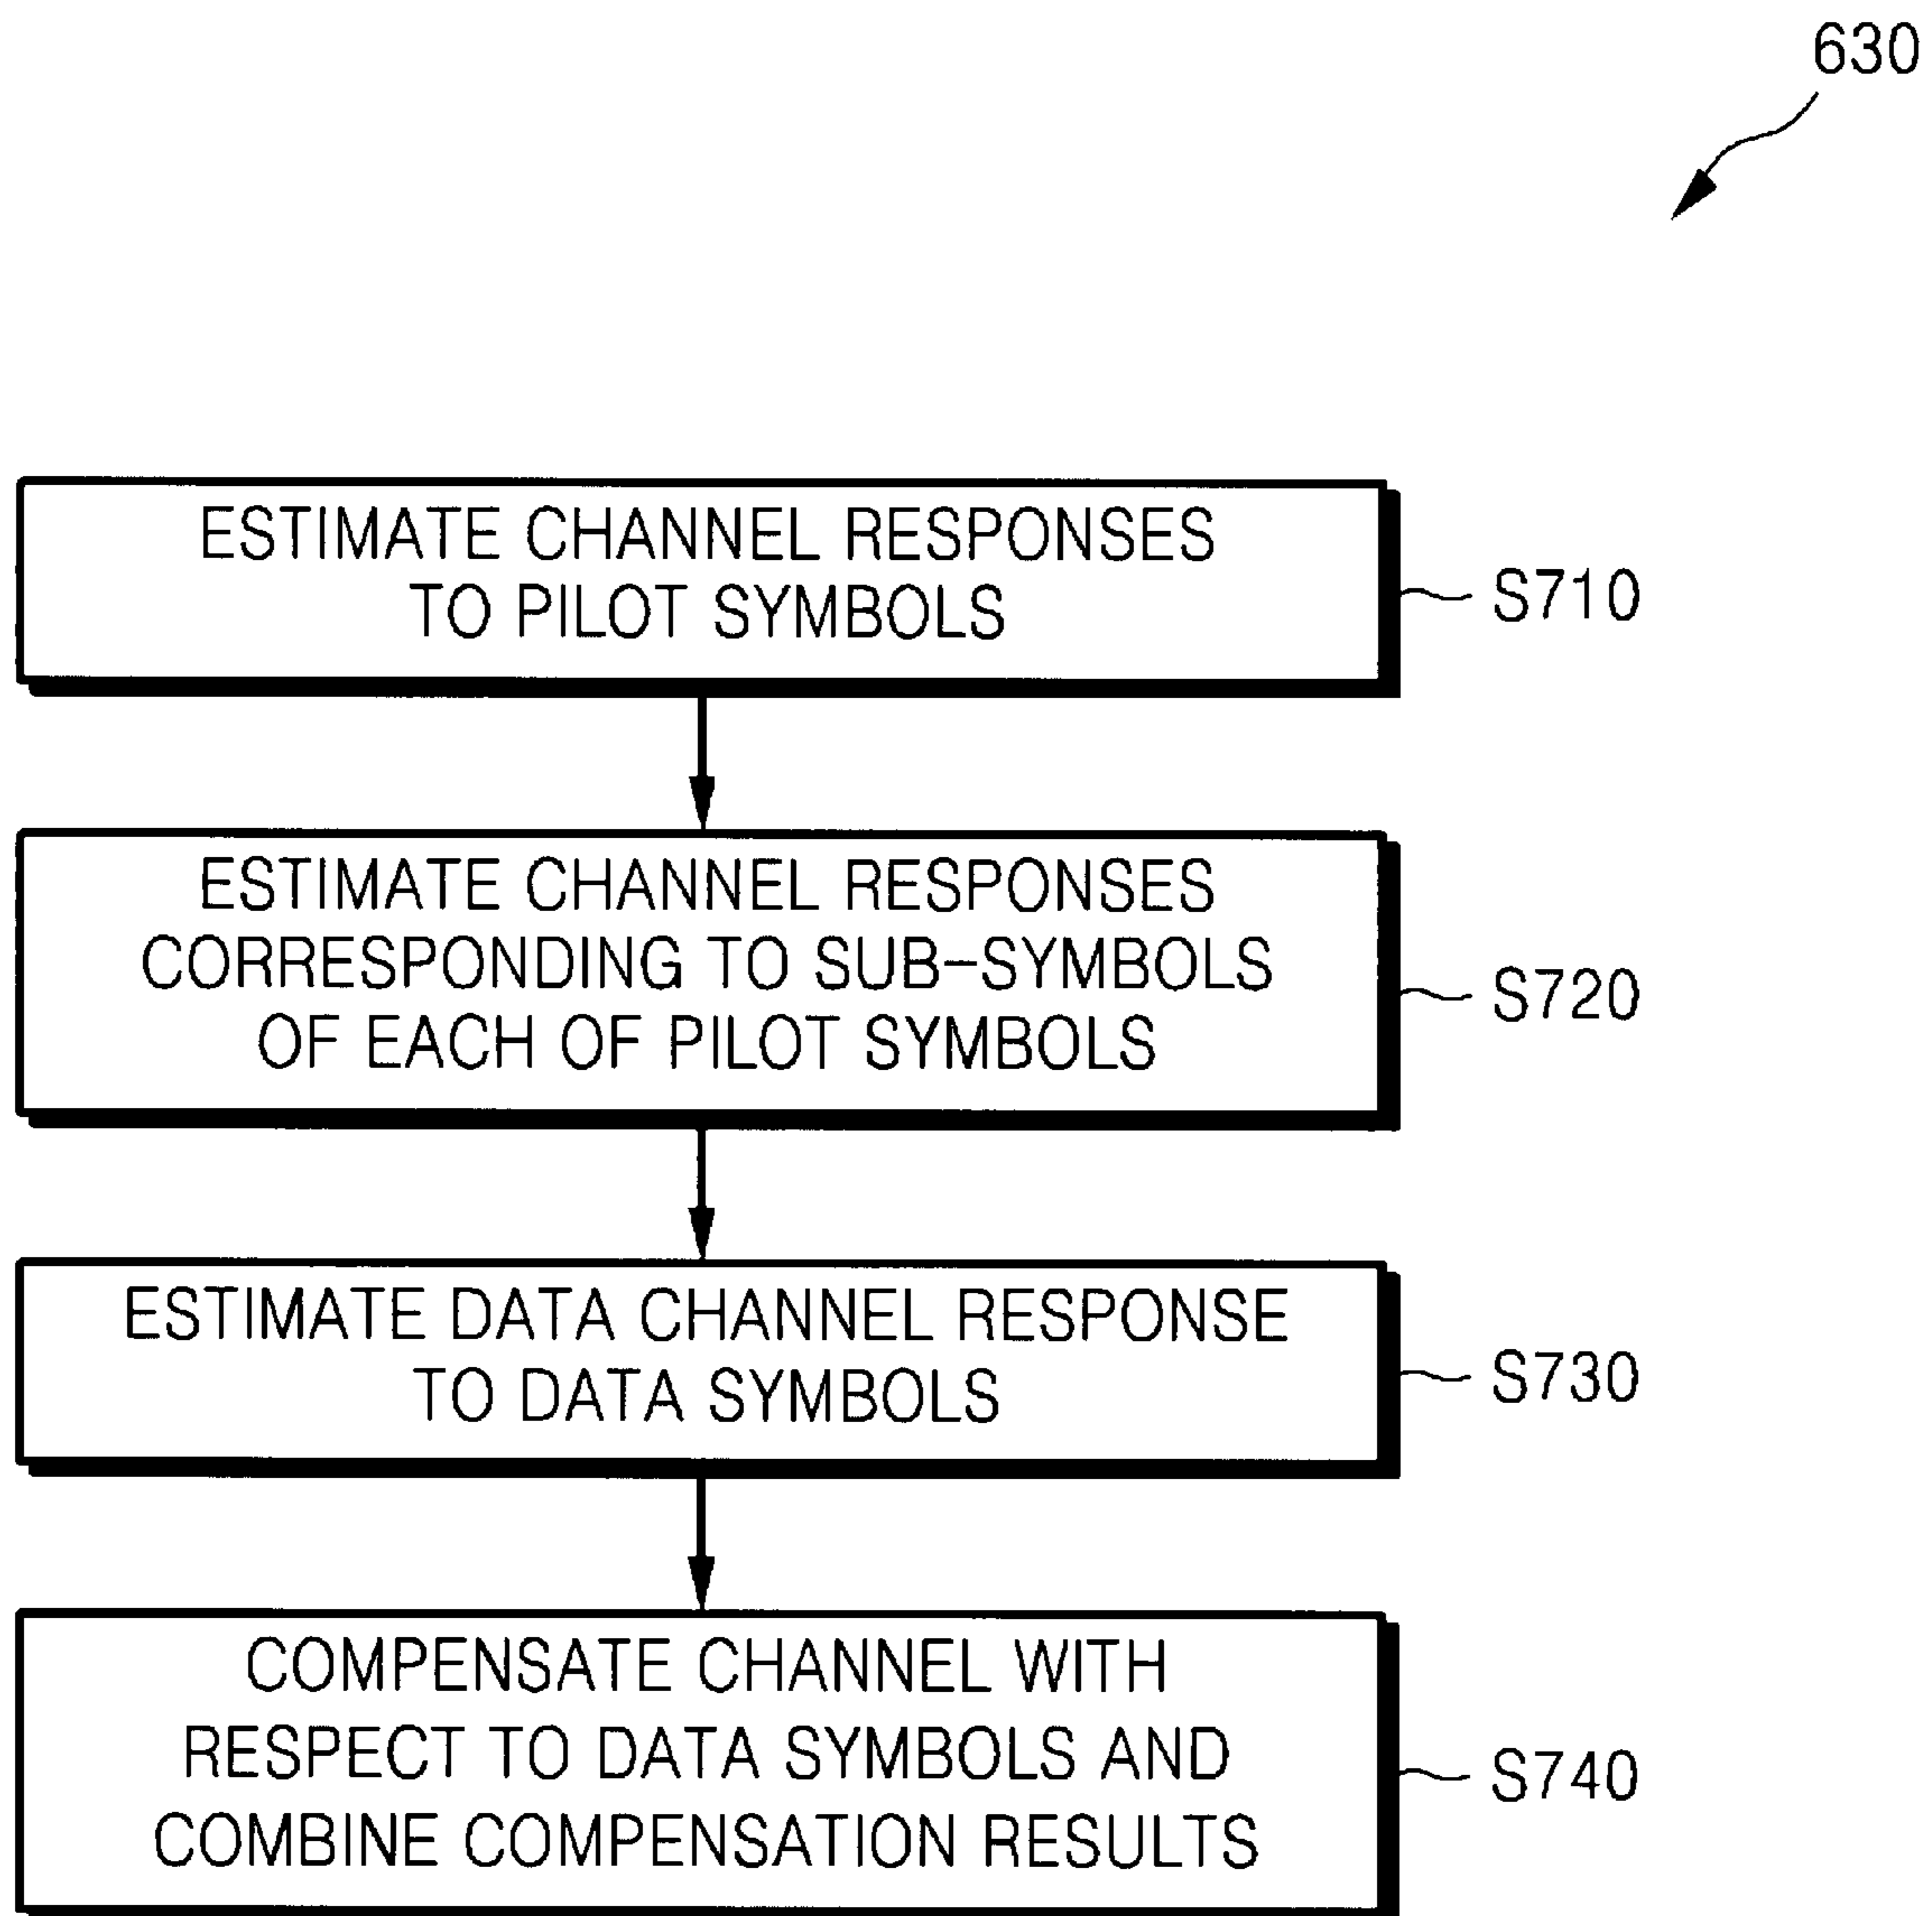 630
ESTIMATE CHANNEL RESPONSES
TO PILOT SYMBOLS
S710
ESTIMATE CHANNEL RESPONSES
CORRESPONDING TO SUB-SYMBOLS
OF EACH OF PILOT SYMBOLS
S720
ESTIMATE DATA CHANNEL RESPONSE
TO DATA SYMBOLS
S730
COMPENSATE CHANNEL WITH
RESPECT TO DATA SYMBOLS AND
COMBINE COMPENSATION RESULTS
S740